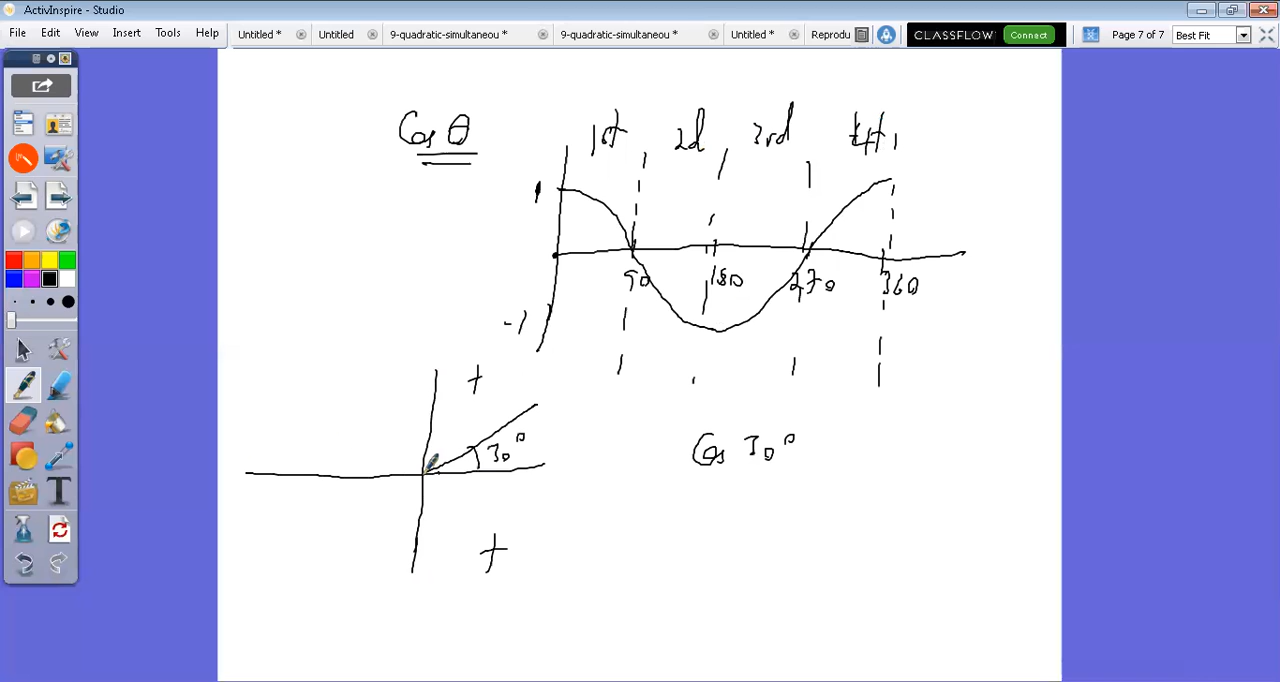 ActivInspire - Studio
File Edit View Insert Tools Help Untitled * Untitled 9-quadratic-simultaneou * 9-quadratic-simultaneou * Untitled * Reprodu CLASSFLOW Connect Page 7 of 7 Best Fit
Cos θ
1st 2d 3rd
1
90 180 270 360
-1
+
30°
Cos 30°
+